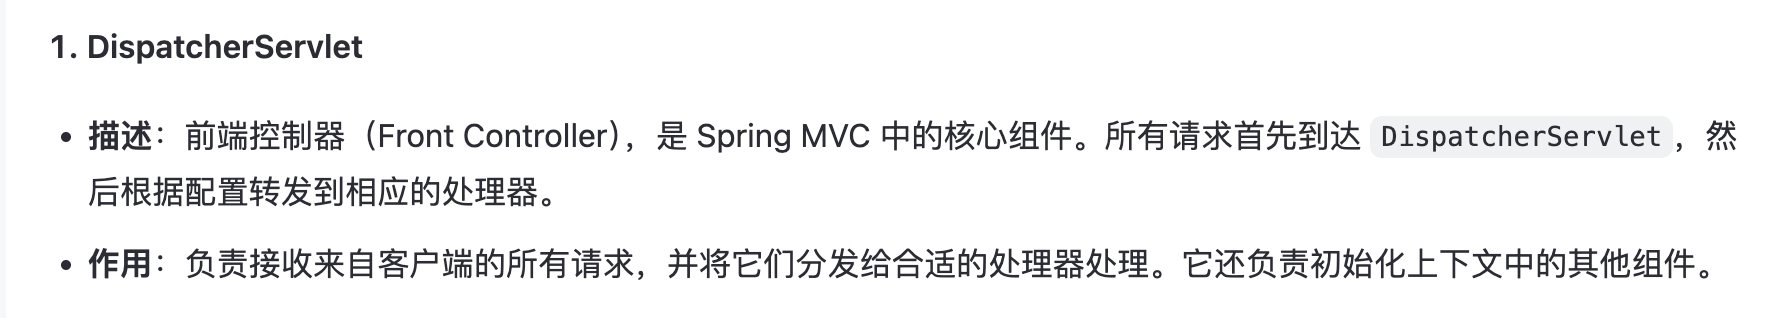 1. DispatcherServlet
• 描述：前端控制器（Front Controller），是 Spring MVC 中的核心组件。所有请求首先到达 DispatcherServlet，然
后根据配置转发到相应的处理器。
• 作用：负责接收来自客户端的所有请求，并将它们分发给合适的处理器处理。它还负责初始化上下文中的其他组件。